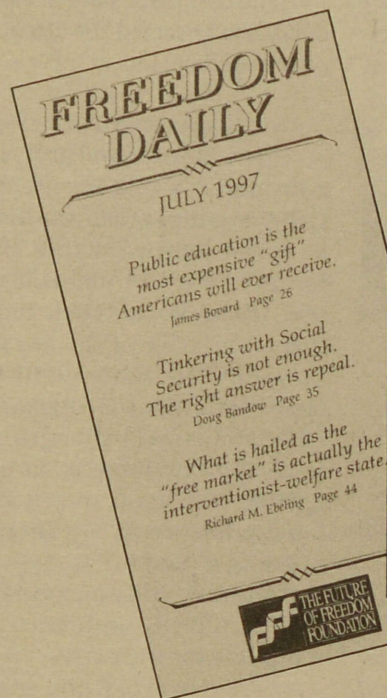 FREEDOM
DAILY
JULY 1997
Public education is the
most expensive "gift"
Americans will ever receive.
James Bovard Page 26
Tinkering with Social
Security is not enough.
The right answer is repeal.
Doug Bandow Page 35
What is hailed as the
"free market" is actually the
interventionist-welfare state.
Richard M. Ebeling Page 44
fff
THE FUTURE
OF FREEDOM
FOUNDATION